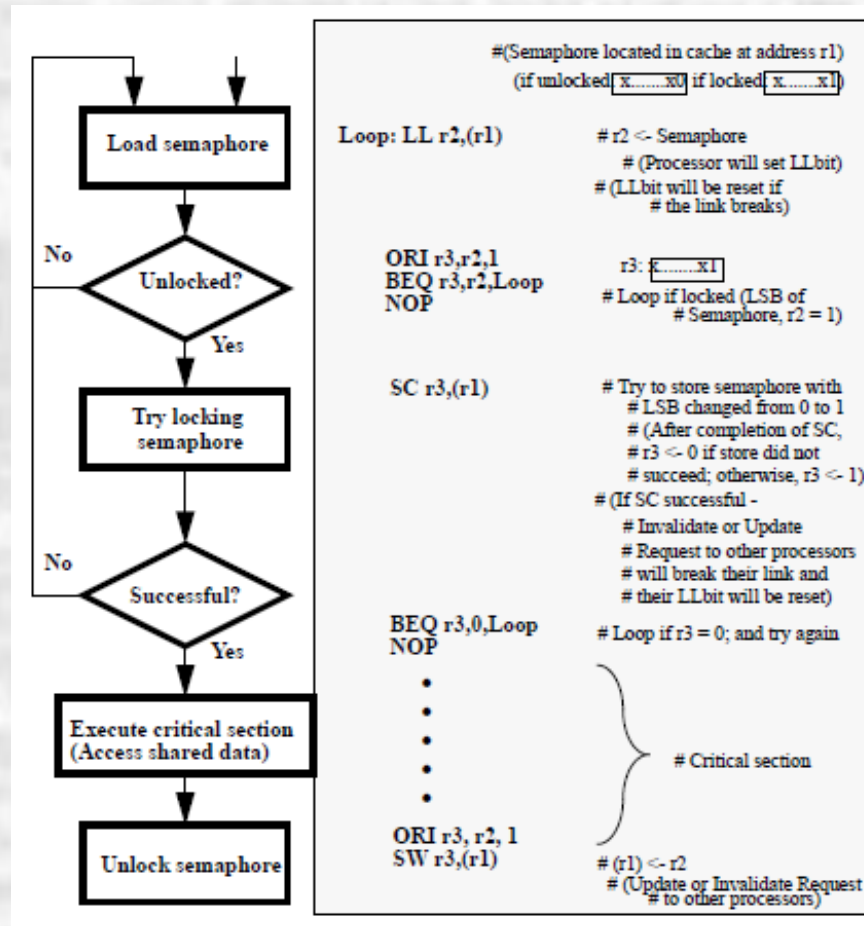 Load semaphore
No
Unlocked?
Yes
Try locking
semaphore
No
Successful?
Yes
Execute critical section
(Access shared data)
Unlock semaphore
#(Semaphore located in cache at address r1)
(if unlocked: x.......x0 if locked: x.......x1)
Loop: LL r2,(r1) # r2 <- Semaphore
# (Processor will set LLbit)
# (LLbit will be reset if
# the link breaks)
ORI r3,r2,1 r3: x.........x1
BEQ r3,r2,Loop
NOP # Loop if locked (LSB of
# Semaphore, r2 = 1)
SC r3,(r1) # Try to store semaphore with
# LSB changed from 0 to 1
# (After completion of SC,
# r3 <- 0 if store did not
# succeed; otherwise, r3 <- 1)
# (If SC successful -
# Invalidate or Update
# Request to other processors
# will break their link and
# their LLbit will be reset)
BEQ r3,0,Loop # Loop if r3 = 0; and try again
NOP
# Critical section
ORI r3, r2, 1
SW r3,(r1) # (r1) <- r2
# (Update or Invalidate Request
# to other processors)